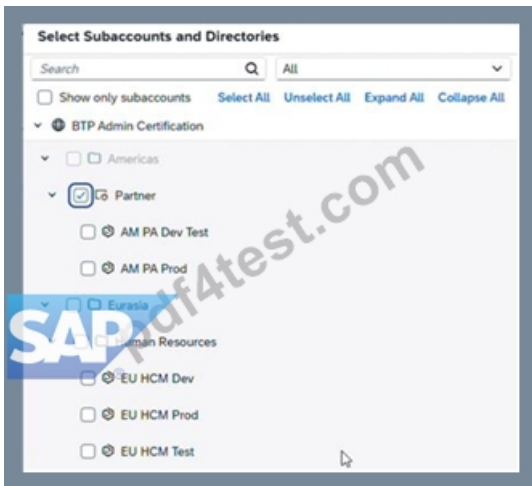 Select Subaccounts and Directories
Search All
Show only subaccounts Select All Unselect All Expand All Collapse All
BTP Admin Certification
Americas
Partner
AM PA Dev Test
AM PA Prod
Eurasia
Human Resources
EU HCM Dev
EU HCM Prod
EU HCM Test
SAP
.pdf4test.com